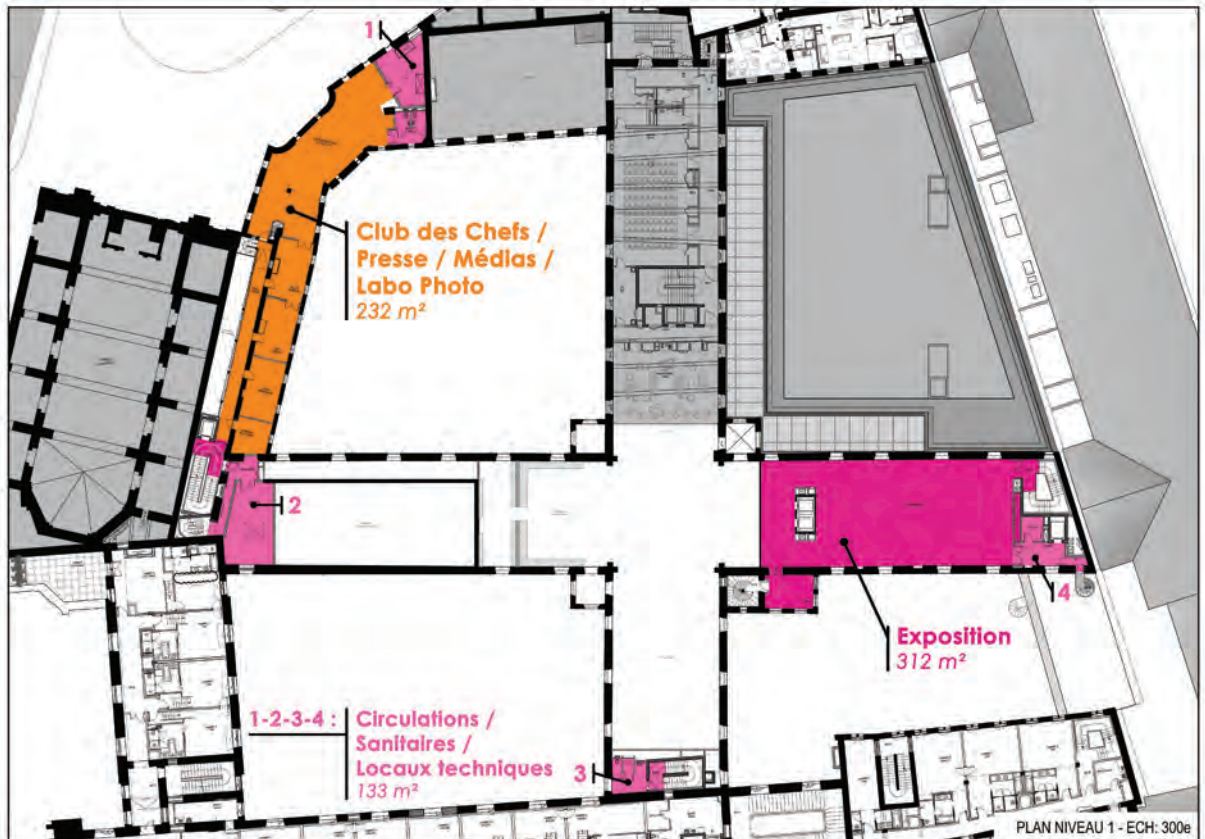 1
Club des Chefs /
Presse / Médias /
Labo Photo
232 m²
2
4
Exposition
312 m²
1-2-3-4 :
Circulations /
Sanitaires /
Locaux techniques
133 m²
3
PLAN NIVEAU 1 - ECH: 300e